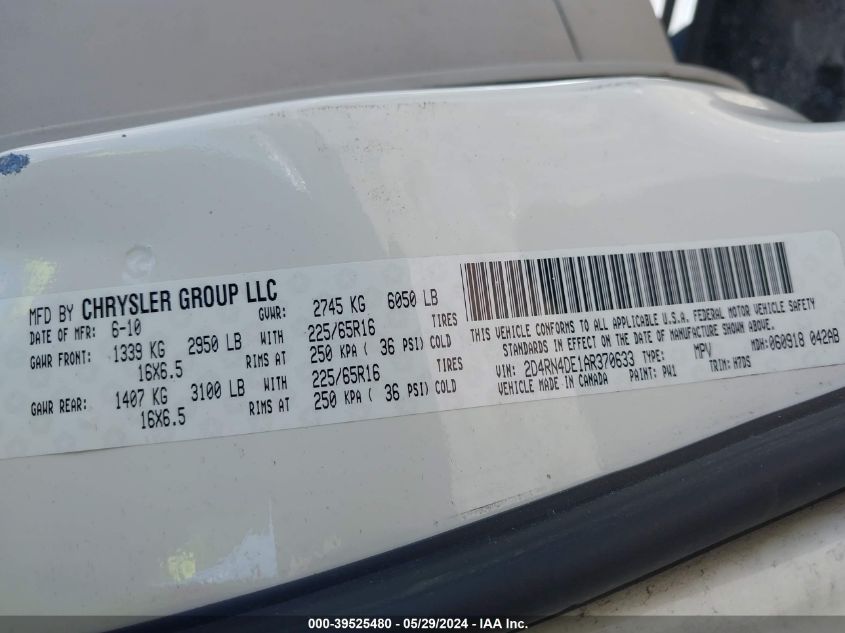 MFD BY CHRYSLER GROUP LLC
DATE OF MFR: 6-10 GVWR: 2745 KG 6050 LB
GAWR FRONT: 1339 KG 2950 LB WITH 225/65R16 TIRES
16X6.5 RIMS AT 250 KPA ( 36 PSI) COLD
GAWR REAR: 1407 KG 3100 LB WITH 225/65R16 TIRES
16X6.5 RIMS AT 250 KPA ( 36 PSI) COLD
THIS VEHICLE CONFORMS TO ALL APPLICABLE U.S.A. FEDERAL MOTOR VEHICLE SAFETY
STANDARDS IN EFFECT ON THE DATE OF MANUFACTURE SHOWN ABOVE.
VIN: 2D4RN4DE1AR370633 TYPE: MPV MDH: 060918 042AB
VEHICLE MADE IN CANADA PAINT: PW1 TRIM: H7DS
000-39525480 - 05/29/2024 - IAA Inc.